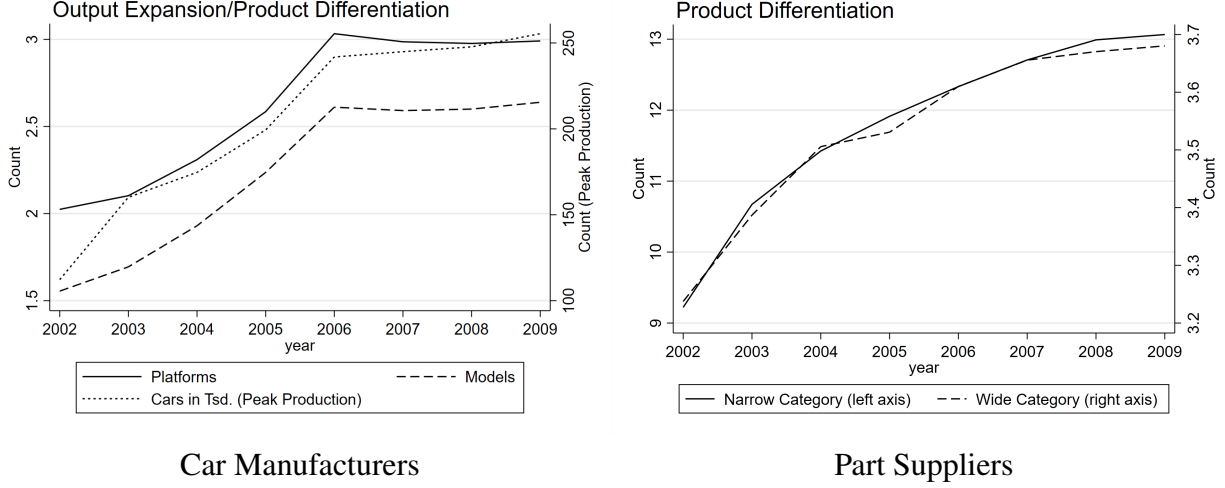 Output Expansion/Product Differentiation
Count
3
2.5
2
1.5
250
200
150
100
Count (Peak Production)
2002 2003 2004 2005 2006 2007 2008 2009
year
Platforms Models
Cars in Tsd. (Peak Production)
Car Manufacturers
Product Differentiation
Count
13
12
11
10
9
3.7
3.6
3.5
3.4
3.3
3.2
Count
2002 2003 2004 2005 2006 2007 2008 2009
year
Narrow Category (left axis) Wide Category (right axis)
Part Suppliers